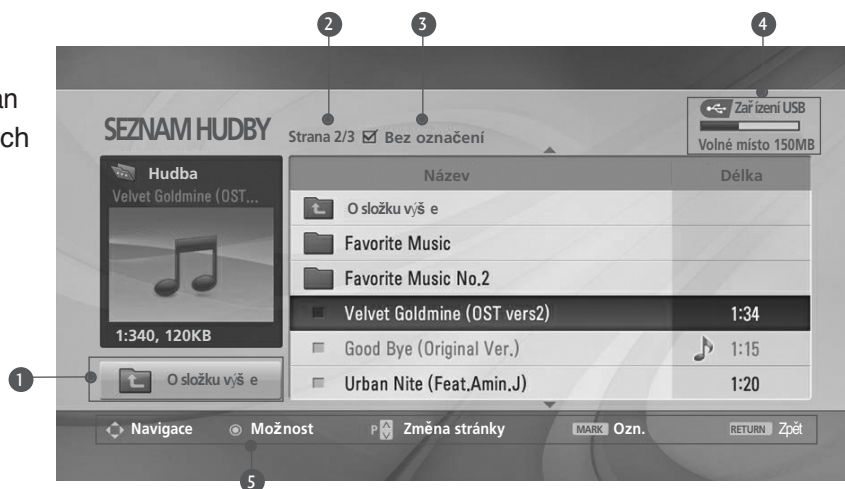 2
3
4
an
ch
Zařízení USB
SEZNAM HUDBY
Strana 2/3 Bez označení
Volné místo 150MB
Hudba
Velvet Goldmine (OST...
Název Délka
O složku výš e
Favorite Music
Favorite Music No.2
Velvet Goldmine (OST vers2) 1:34
1:340, 120KB
Good Bye (Original Ver.) 1:15
1
O složku výš e
Urban Nite (Feat.Amin.J) 1:20
Navigace Možnost P Změna stránky MARK Ozn. RETURN Zpět
5